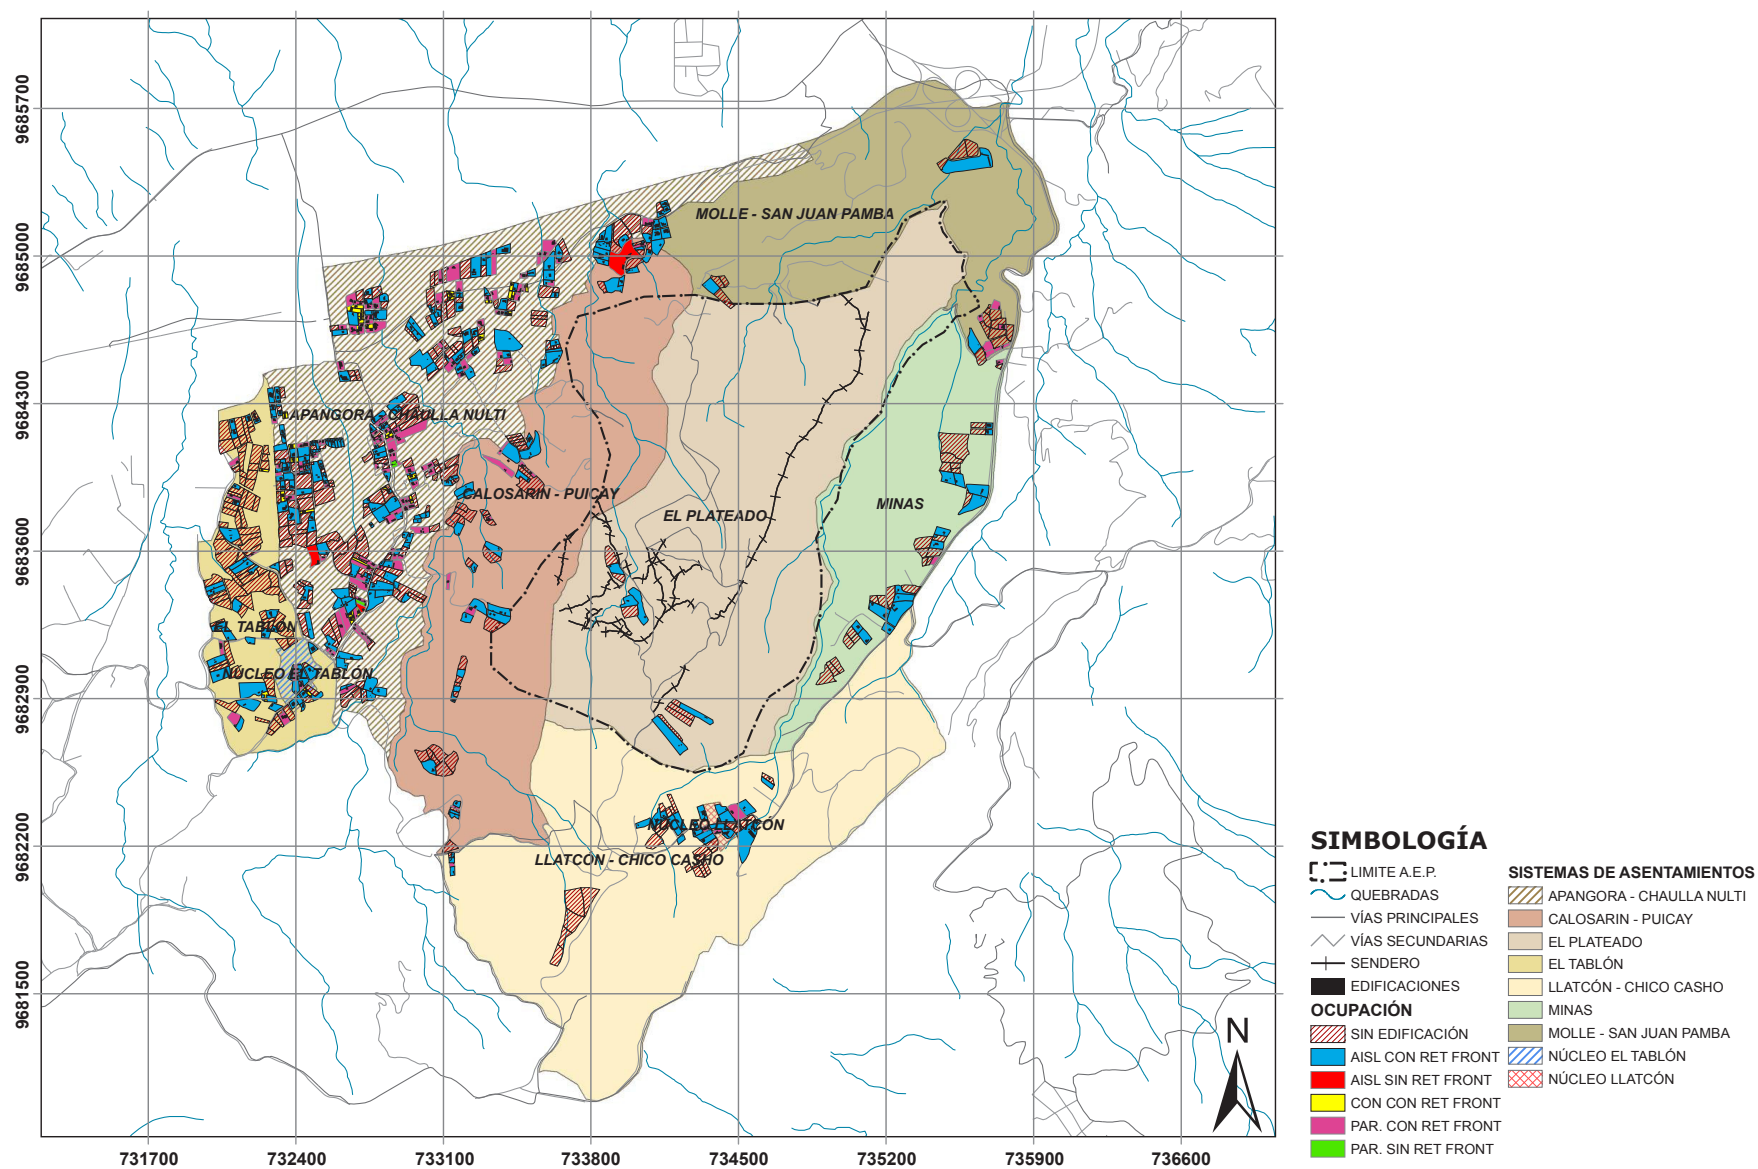 9685700
9685000
9684300
9683600
9682900
9682200
9681500
MOLLE - SAN JUAN PAMBA
APANGORA - CHAULLA NULTI
CALOSARIN - PUICAY
MINAS
EL PLATEADO
EL TABLÓN
NÚCLEO EL TABLÓN
NÚCLEO LLATCÓN
LLATCÓN - CHICO CASHO
731700
732400
733100
733800
734500
735200
735900
736600
N
SIMBOLOGÍA
LIMITE A.E.P.
QUEBRADAS
VÍAS PRINCIPALES
VÍAS SECUNDARIAS
SENDERO
EDIFICACIONES
OCUPACIÓN
SIN EDIFICACIÓN
AISL CON RET FRONT
AISL SIN RET FRONT
CON CON RET FRONT
PAR. CON RET FRONT
PAR. SIN RET FRONT
SISTEMAS DE ASENTAMIENTOS
APANGORA - CHAULLA NULTI
CALOSARIN - PUICAY
EL PLATEADO
EL TABLÓN
LLATCÓN - CHICO CASHO
MINAS
MOLLE - SAN JUAN PAMBA
NÚCLEO EL TABLÓN
NÚCLEO LLATCÓN